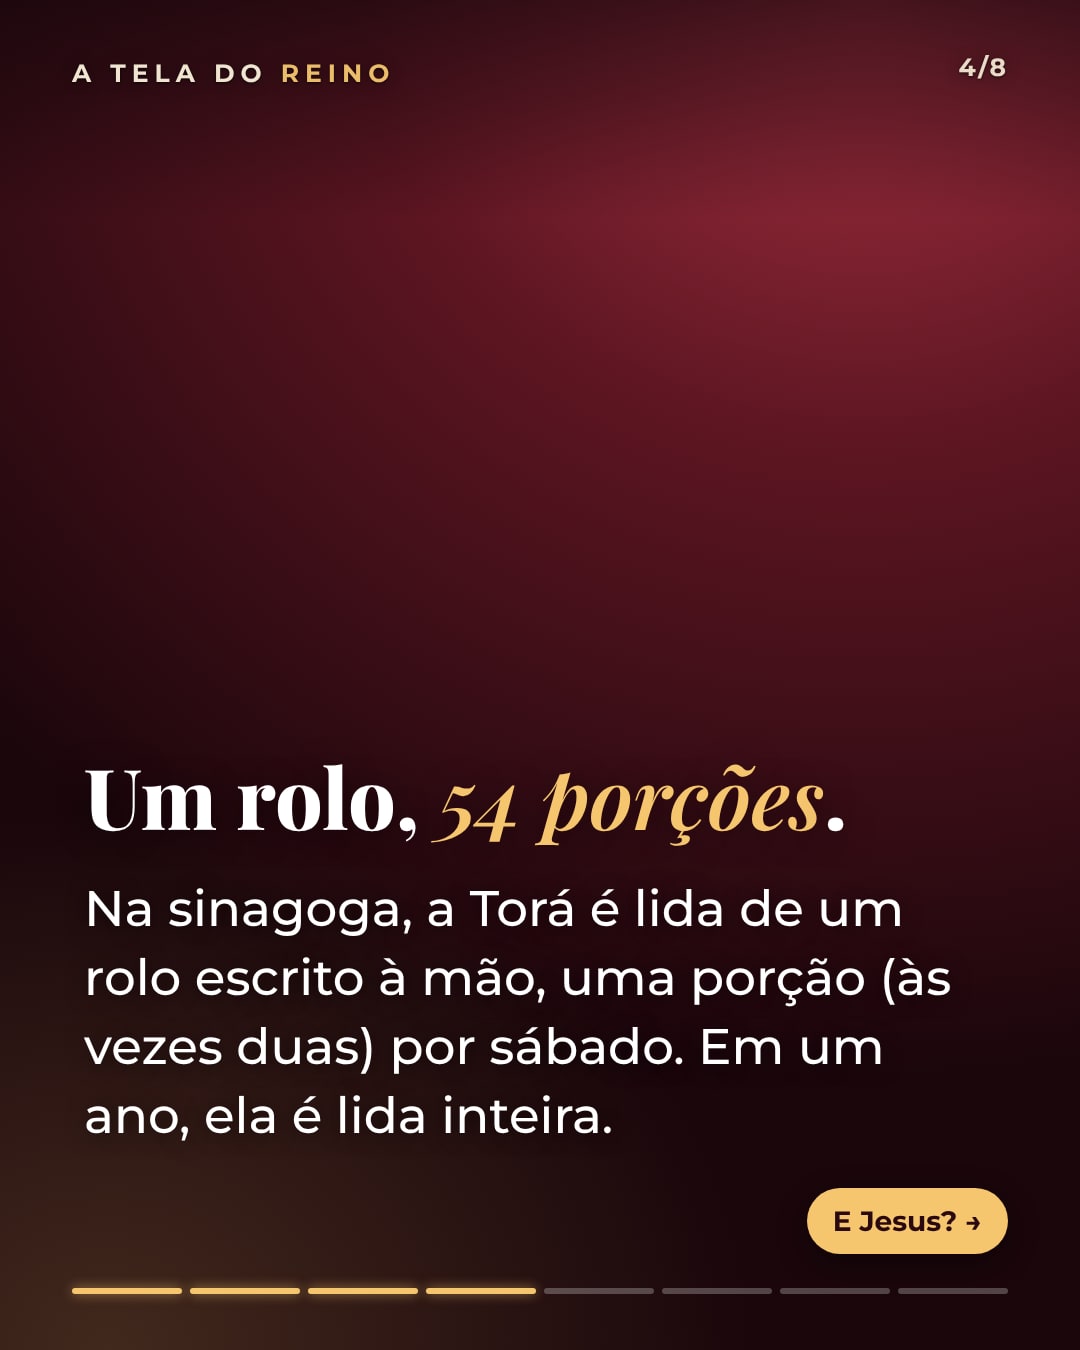 A TELA DO REINO
4/8
Um rolo, 54 porções.
Na sinagoga, a Torá é lida de um
rolo escrito à mão, uma porção (às
vezes duas) por sábado. Em um
ano, ela é lida inteira.
E Jesus? →